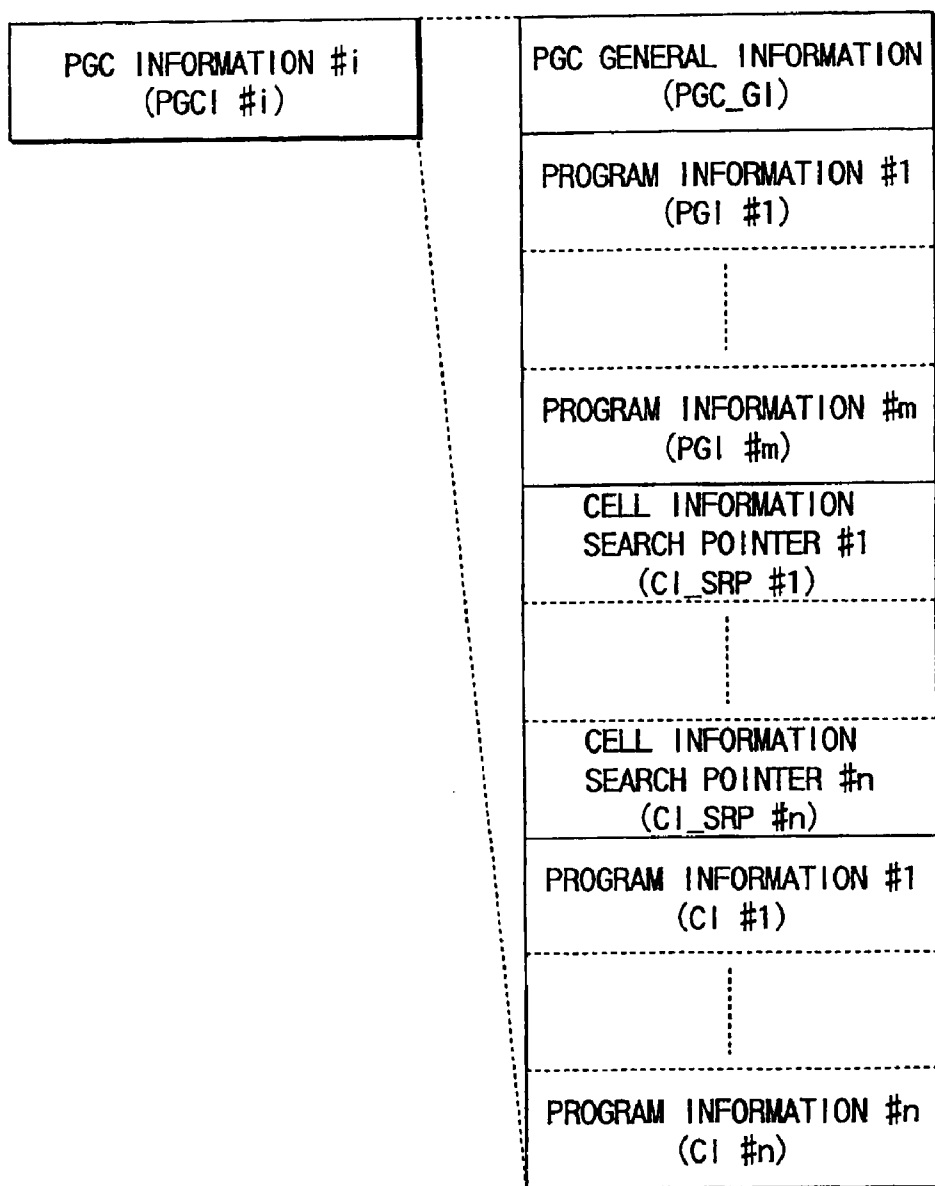 PGC INFORMATION #i
(PGCI #i)
PGC GENERAL INFORMATION
(PGC_GI)
PROGRAM INFORMATION #1
(PGI #1)
PROGRAM INFORMATION #m
(PGI #m)
CELL INFORMATION
SEARCH POINTER #1
(CI_SRP #1)
CELL INFORMATION
SEARCH POINTER #n
(CI_SRP #n)
PROGRAM INFORMATION #1
(CI #1)
PROGRAM INFORMATION #n
(CI #n)